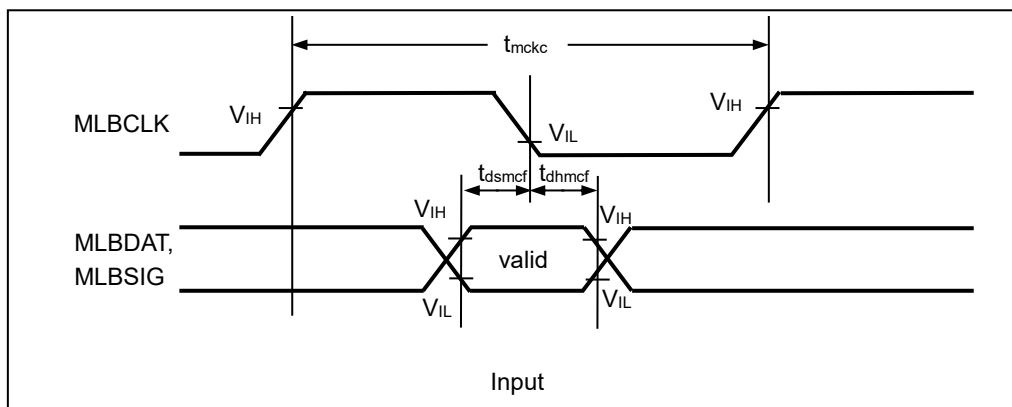 tmckc
VIH
VIH
MLBCLK
VIL
tdsmcf
tdhmcf
VIH
VIH
MLBDAT,
MLBSIG
valid
VIL
VIL
Input